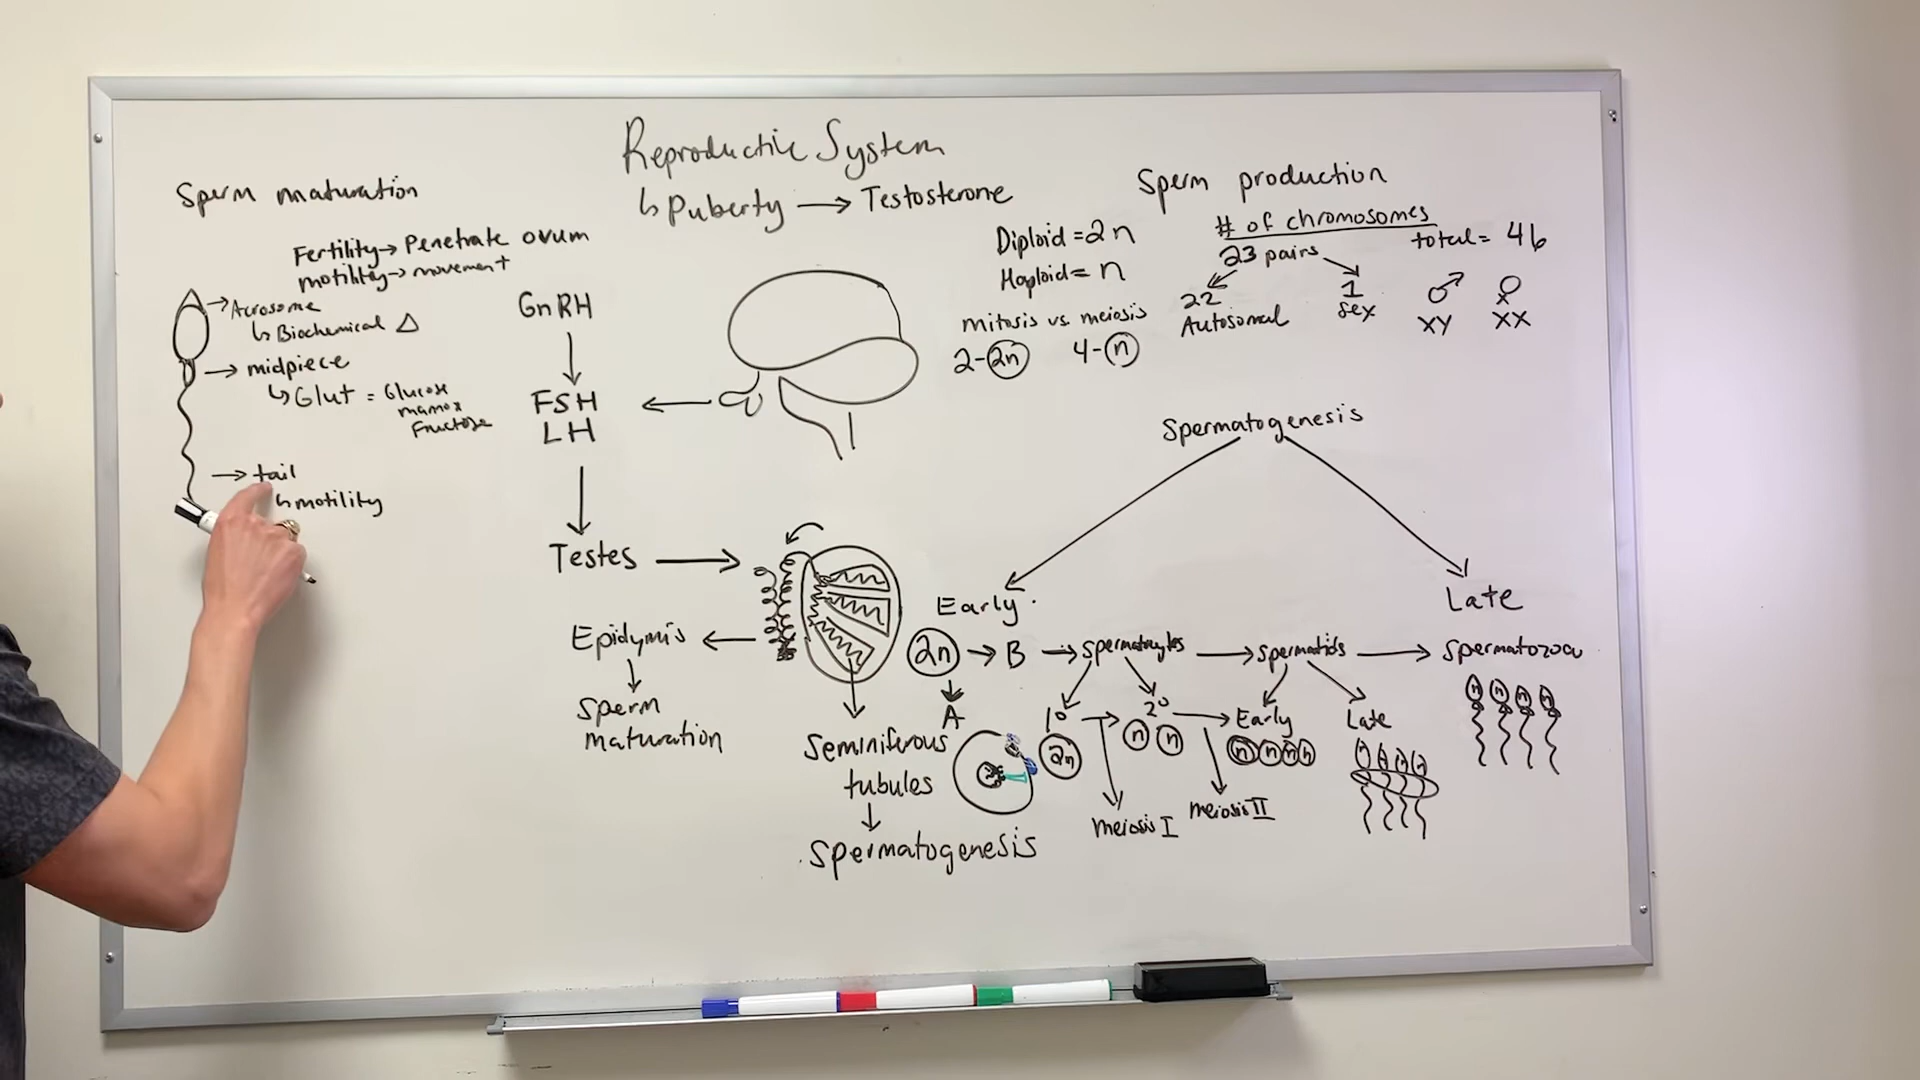 Reproductive System
↳ Puberty → Testosterone
Sperm maturation
Fertility → Penetrate ovum
motility → movement
→ Acrosome
↳ Biochemical △
→ midpiece
↳ Glut = Glucose
Fructose
→ tail
↳ motility
GnRH
FSH
LH
Testes
Epidymis
Sperm
maturation
Seminiferous
tubules
Spermatogenesis
Sperm production
Diploid = 2n
Haploid = n
mitosis vs. meiosis
2-2n 4-n
# of chromosomes
23 pairs total = 46
22 1
Autosomal Sex
♂ ♀
XY XX
Spermatogenesis
Early Late
2n → B → Spermatocytes → Spermatids → Spermatozoa
A 1° → 2° → Early Late
2n n n n n n n
n n n n
n n n n
meiosis I meiosis II